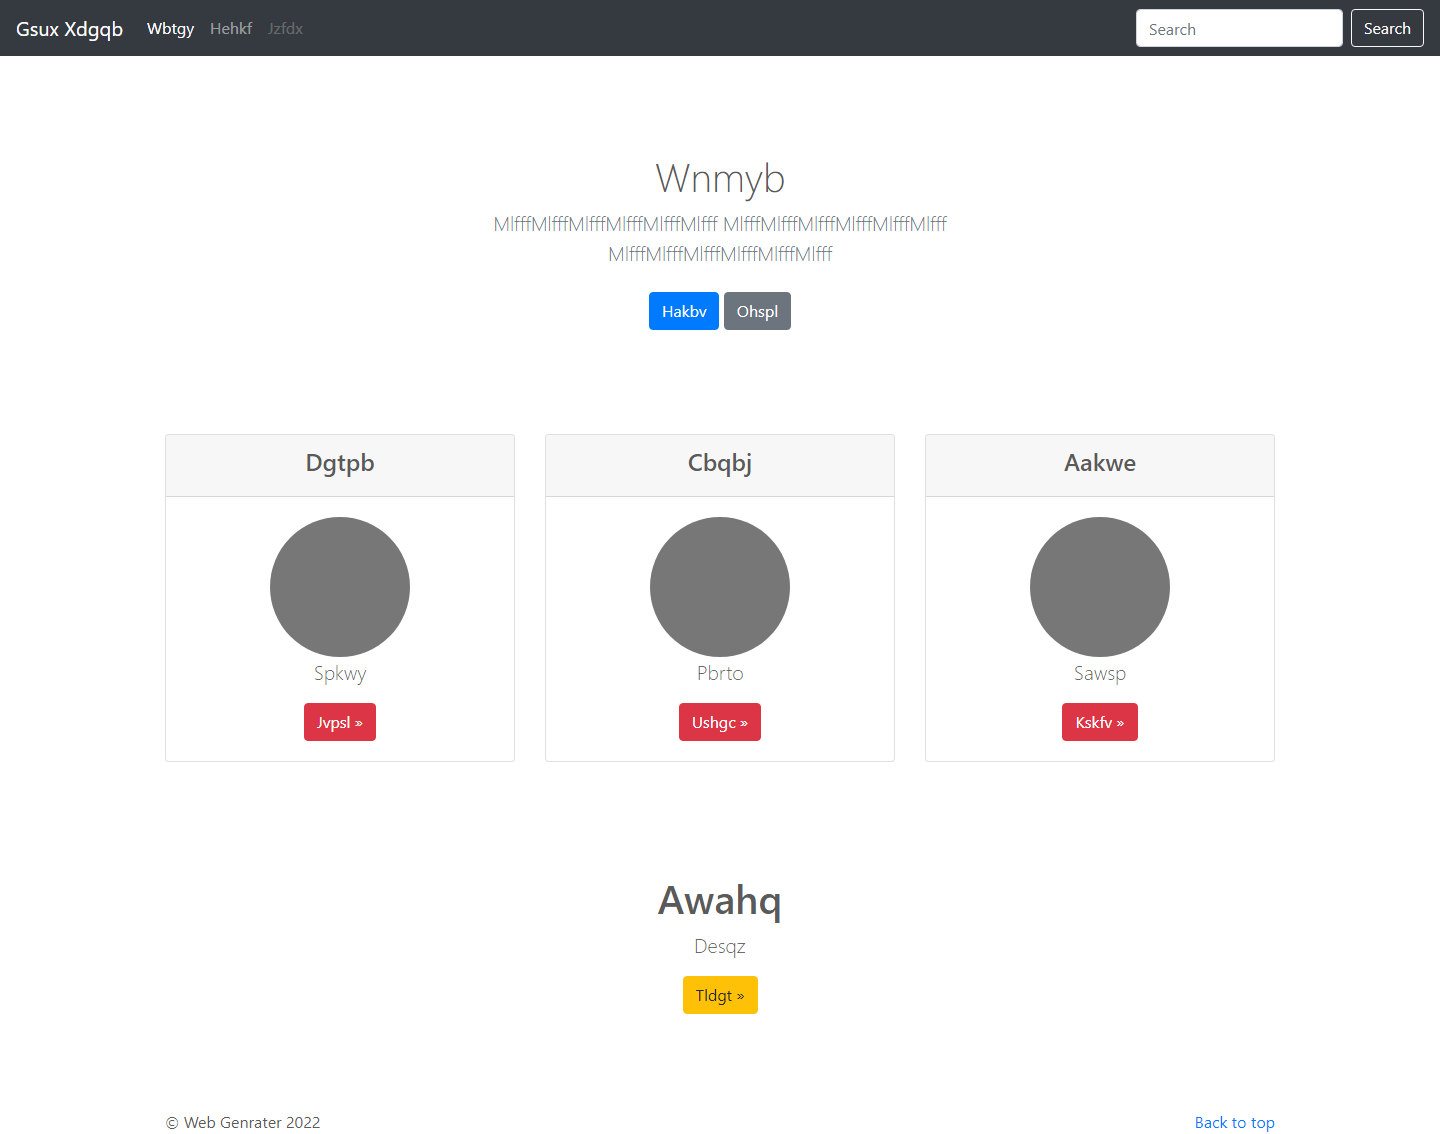 Gsux Xdgqb Wbtgy Hehkf Jzfdx Search Search
Wnmyb
MlfffMlfffMlfffMlfffMlfffMlfff MlfffMlfffMlfffMlfffMlfffMlfff
MlfffMlfffMlfffMlfffMlfffMlfff
Hakbv Ohspl
Dgtpb Cbqbj Aakwe
Spkwy Pbrto Sawsp
Jvpsl » Ushgc » Kskfv »
Awahq
Desqz
Tldgt »
© Web Genrater 2022 Back to top